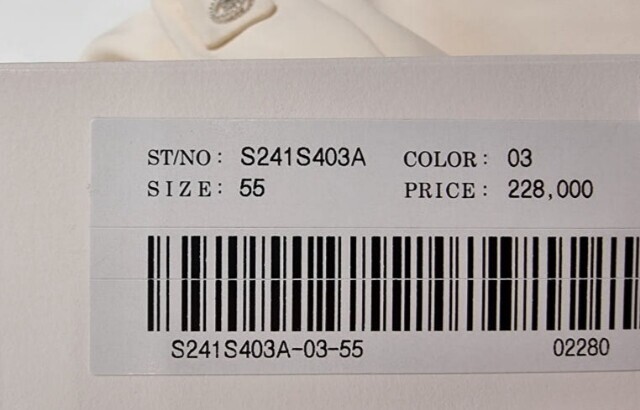 ST/NO: S241S403A COLOR: 03
SIZE: 55 PRICE: 228,000
S241S403A-03-55 02280